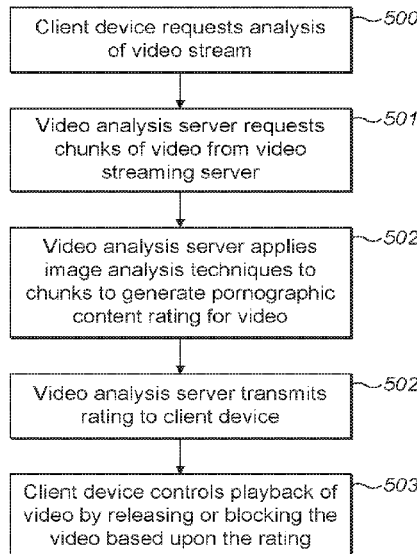 Client device requests analysis
of video stream
500
Video analysis server requests
chunks of video from video
streaming server
501
Video analysis server applies
image analysis techniques to
chunks to generate pornographic
content rating for video
502
Video analysis server transmits
rating to client device
502
Client device controls playback of
video by releasing or blocking the
video based upon the rating
503